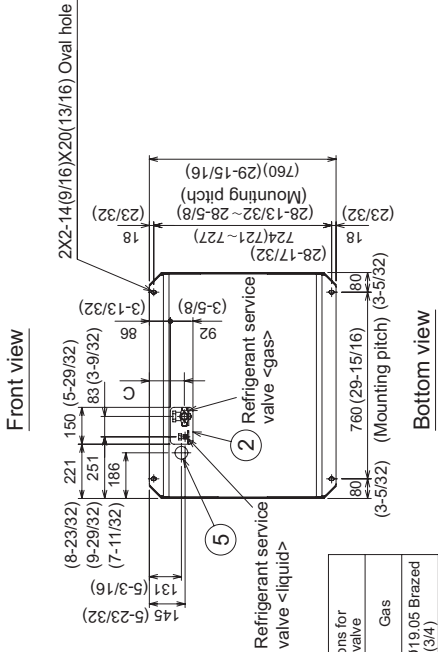 Front view
2X2-14(9/16)X20(13/16) Oval hole
(8-23/32)
221
150
(5-29/32)
(9-29/32)
251
83
(3-9/32)
(7-11/32)
186
C
86
(3-13/32)
92
(3-5/8)
18
(23/32)
724(721~727)
(28-17/32)
(28-13/32~28-5/8)
(Mounting pitch)
(760)
(29-15/16)
18
(23/32)
131
(5-3/16)
145
(5-23/32)
5
2
Refrigerant service
valve <gas>
Refrigerant service
valve <liquid>
80
(3-5/32)
760 (29-15/16)
(Mounting pitch)
80
(3-5/32)
Bottom view
ons for
valve
Gas
19.05 Brazed
(3/4)